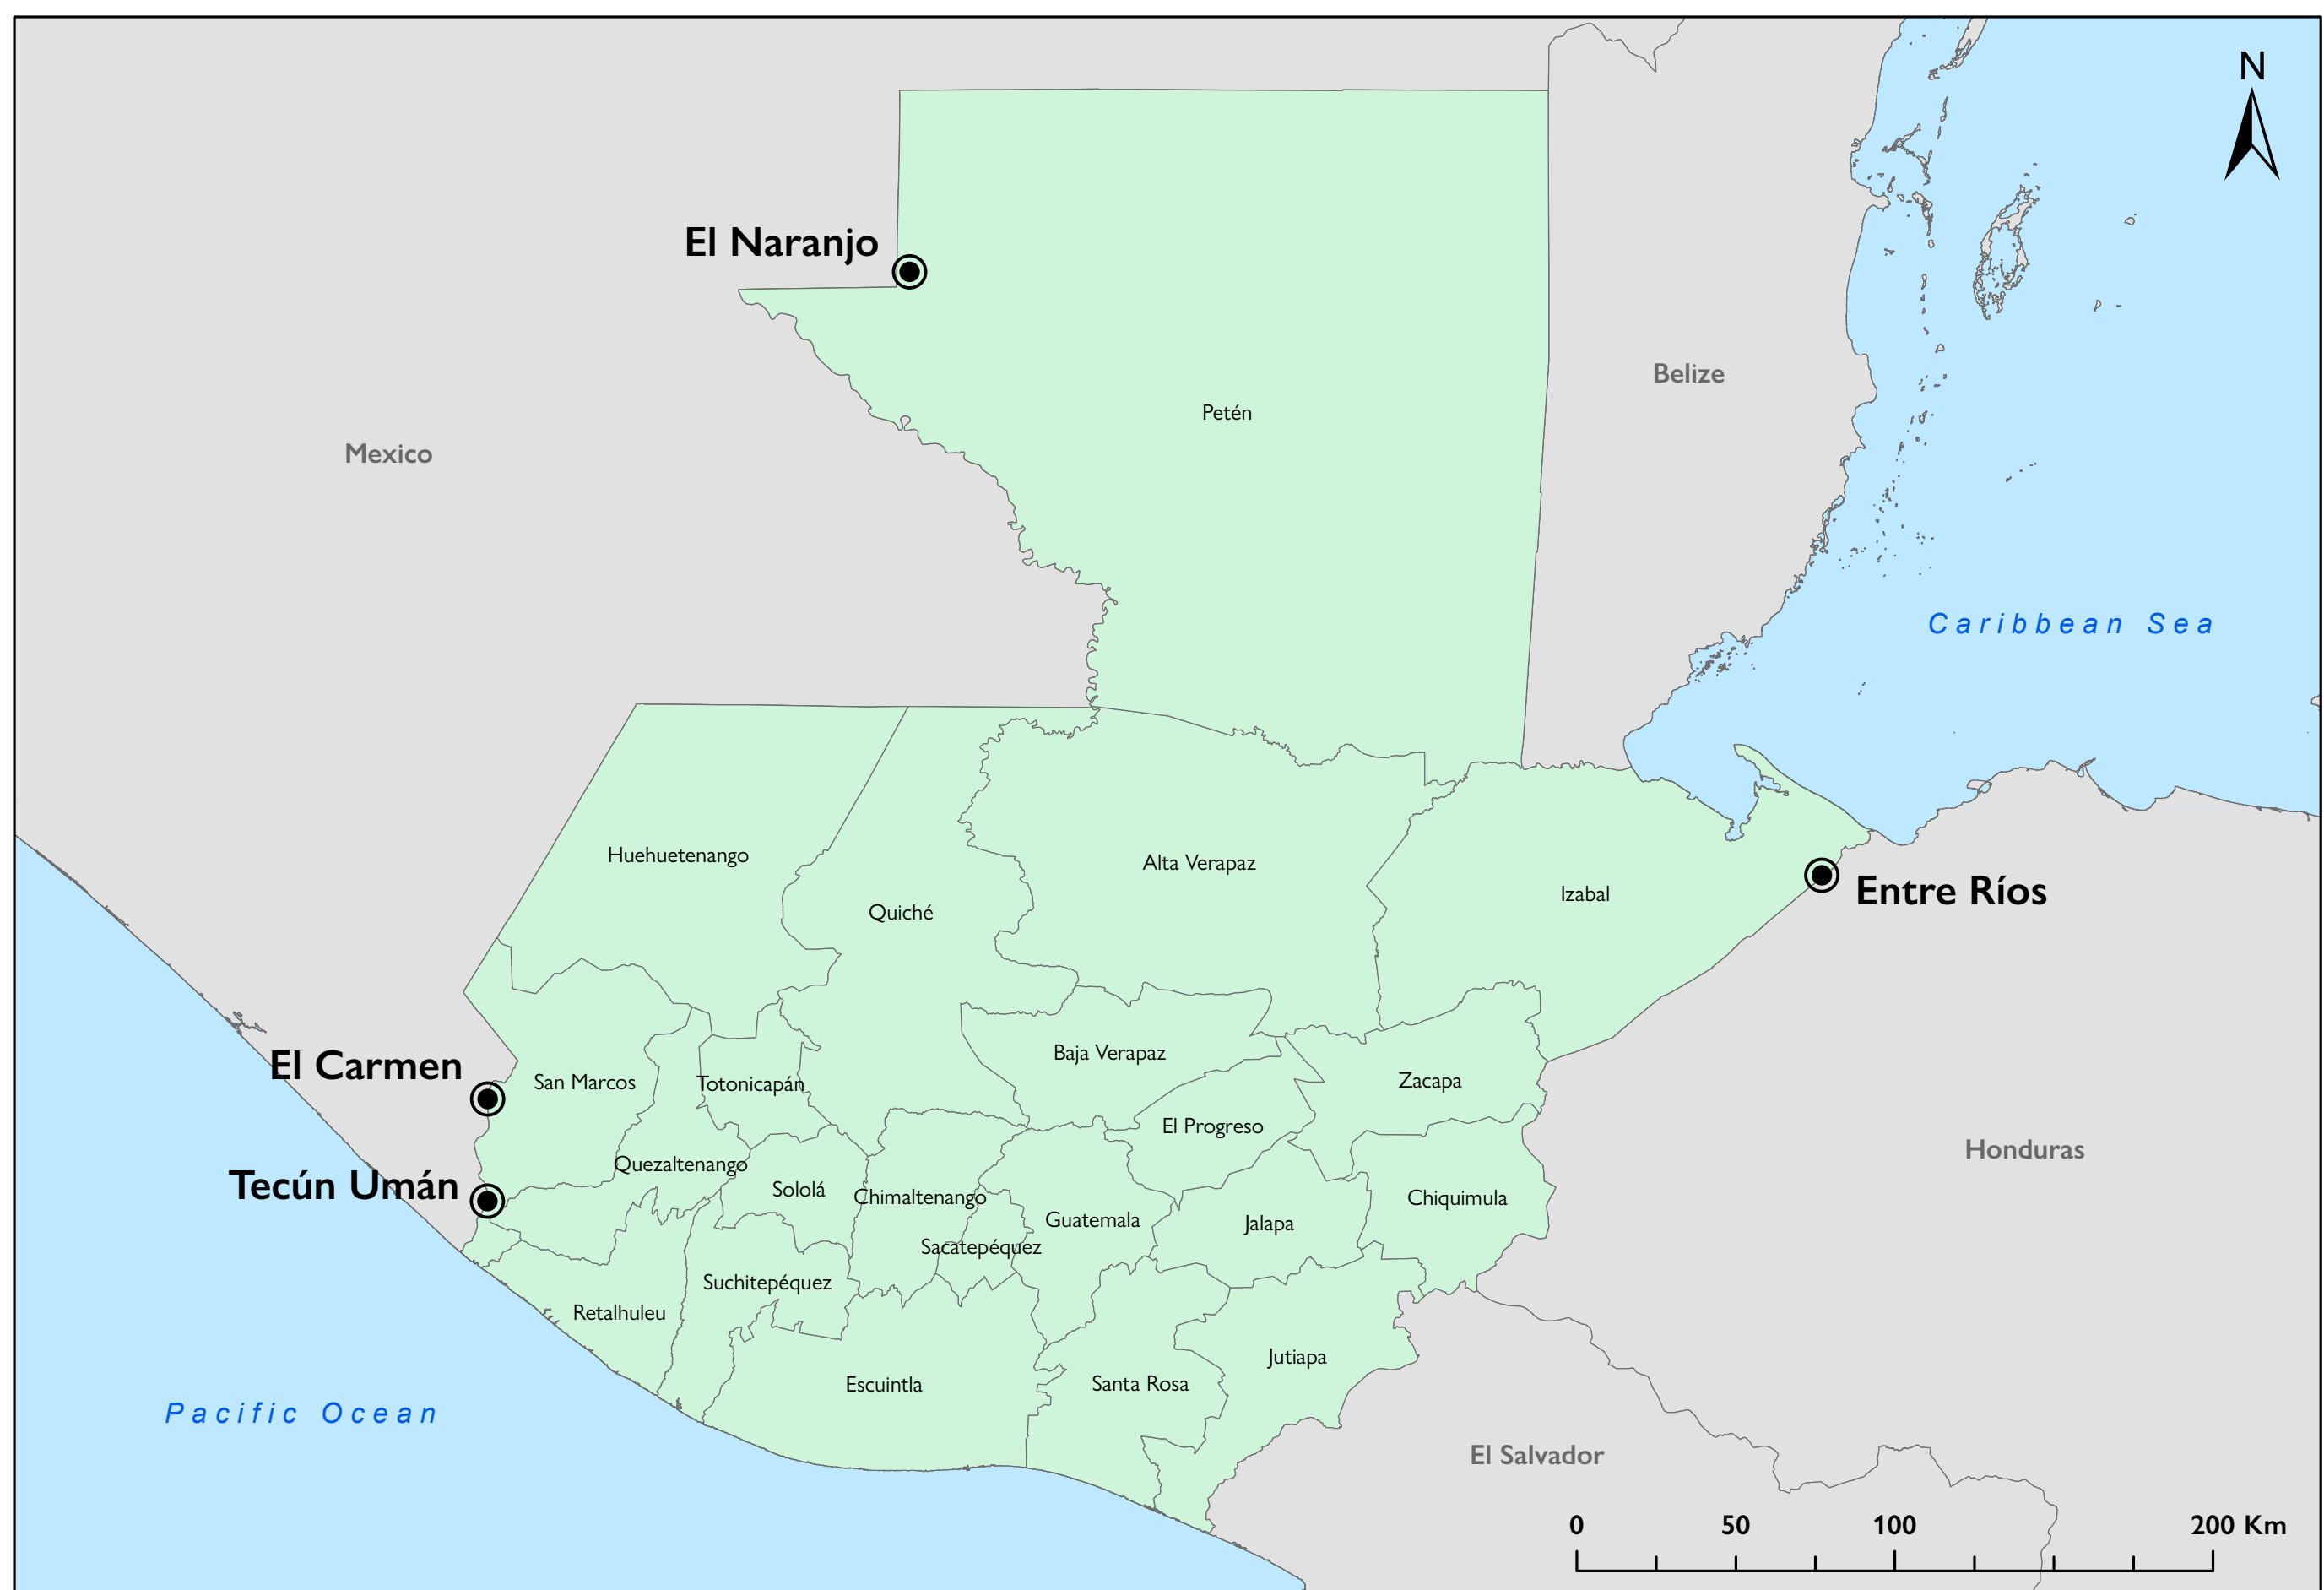 N
El Naranjo
Belize
Petén
Mexico
Caribbean Sea
Huehuetenango
Alta Verapaz
Izabal
Entre Ríos
Quiché
El Carmen
San Marcos
Totonicapán
Baja Verapaz
Zacapa
El Progreso
Honduras
Tecún Umán
Quezaltenango
Sololá
Chimaltenango
Guatemala
Jalapa
Chiquimula
Sacatepéquez
Suchitepéquez
Retalhuleu
Escuintla
Santa Rosa
Jutiapa
Pacific Ocean
El Salvador
0 50 100 200 Km